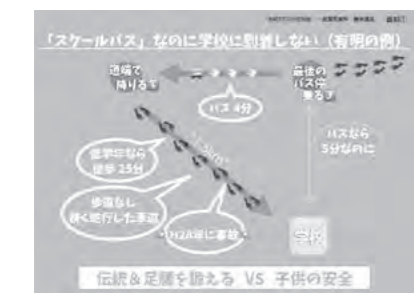 「スクールバス」なのに学校に到着しない（有明の例）
道端で
降りる
バス 4分
最後の
バス停
乗る
バスなら
5分なのに
低学年なら
徒歩 25分
歩道なし
狭く蛇行した車道
H28年に事故
学校
伝統＆足腰を鍛える VS 子供の安全